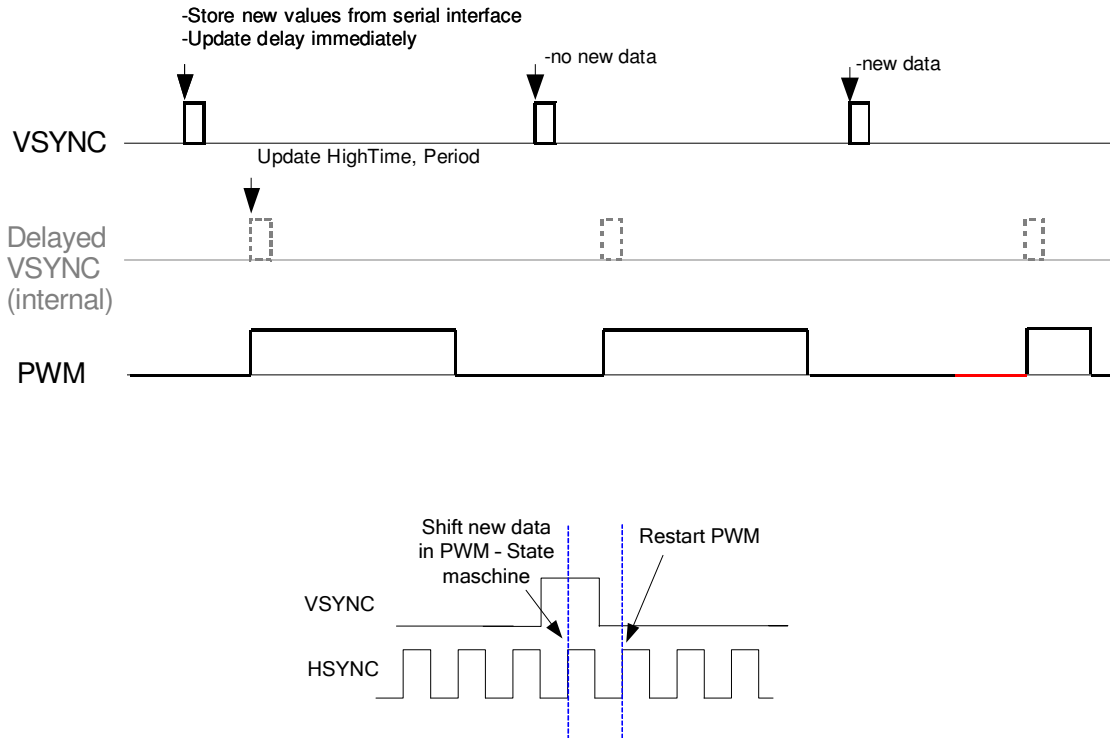 -Store new values from serial interface
-Update delay immediately
-no new data
-new data
VSYNC
Update HighTime, Period
Delayed
VSYNC
(internal)
PWM
Shift new data
in PWM - State
maschine
Restart PWM
VSYNC
HSYNC